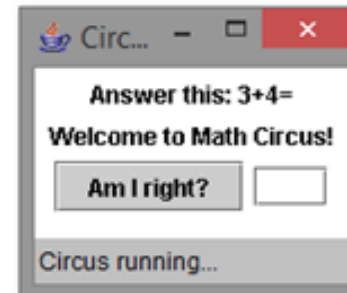 Circ...
Answer this: 3+4=
Welcome to Math Circus!
Am I right?
Circus running...